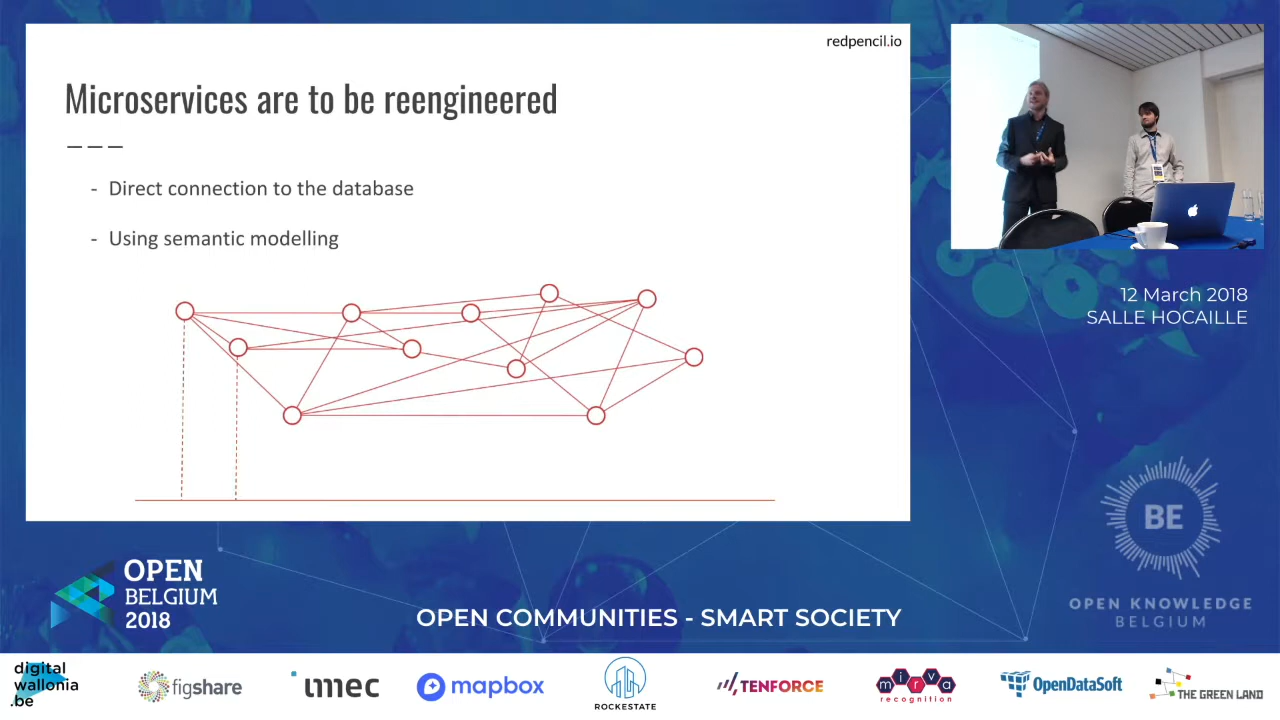 redpencil.io
Microservices are to be reengineered
- Direct connection to the database
- Using semantic modelling
12 March 2018
SALLE HOCAILLE
BE
OPEN KNOWLEDGE
BELGIUM
OPEN
BELGIUM
2018
OPEN COMMUNITIES - SMART SOCIETY
digital
wallonia
.be
figshare
imec
mapbox
ROCKESTATE
TENFORCE
mirva
recognition
OpenDataSoft
THE GREEN LAND